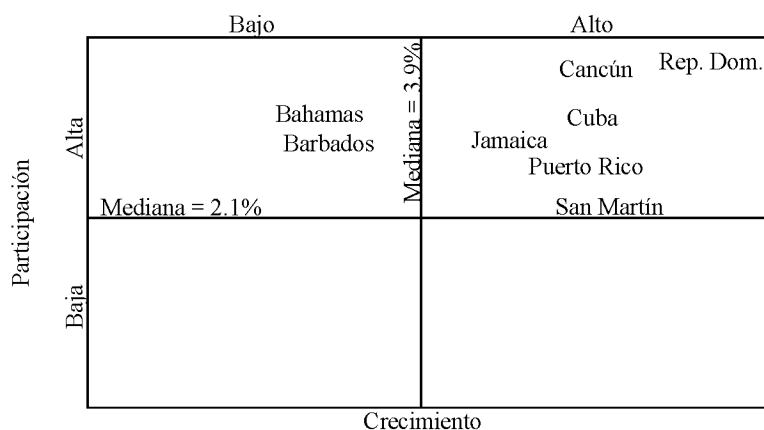 Bajo
Alto
Participación
Alta
Baja
Mediana = 3.9%
Cancún
Rep. Dom.
Bahamas
Cuba
Barbados
Jamaica
Puerto Rico
Mediana = 2.1%
San Martín
Crecimiento